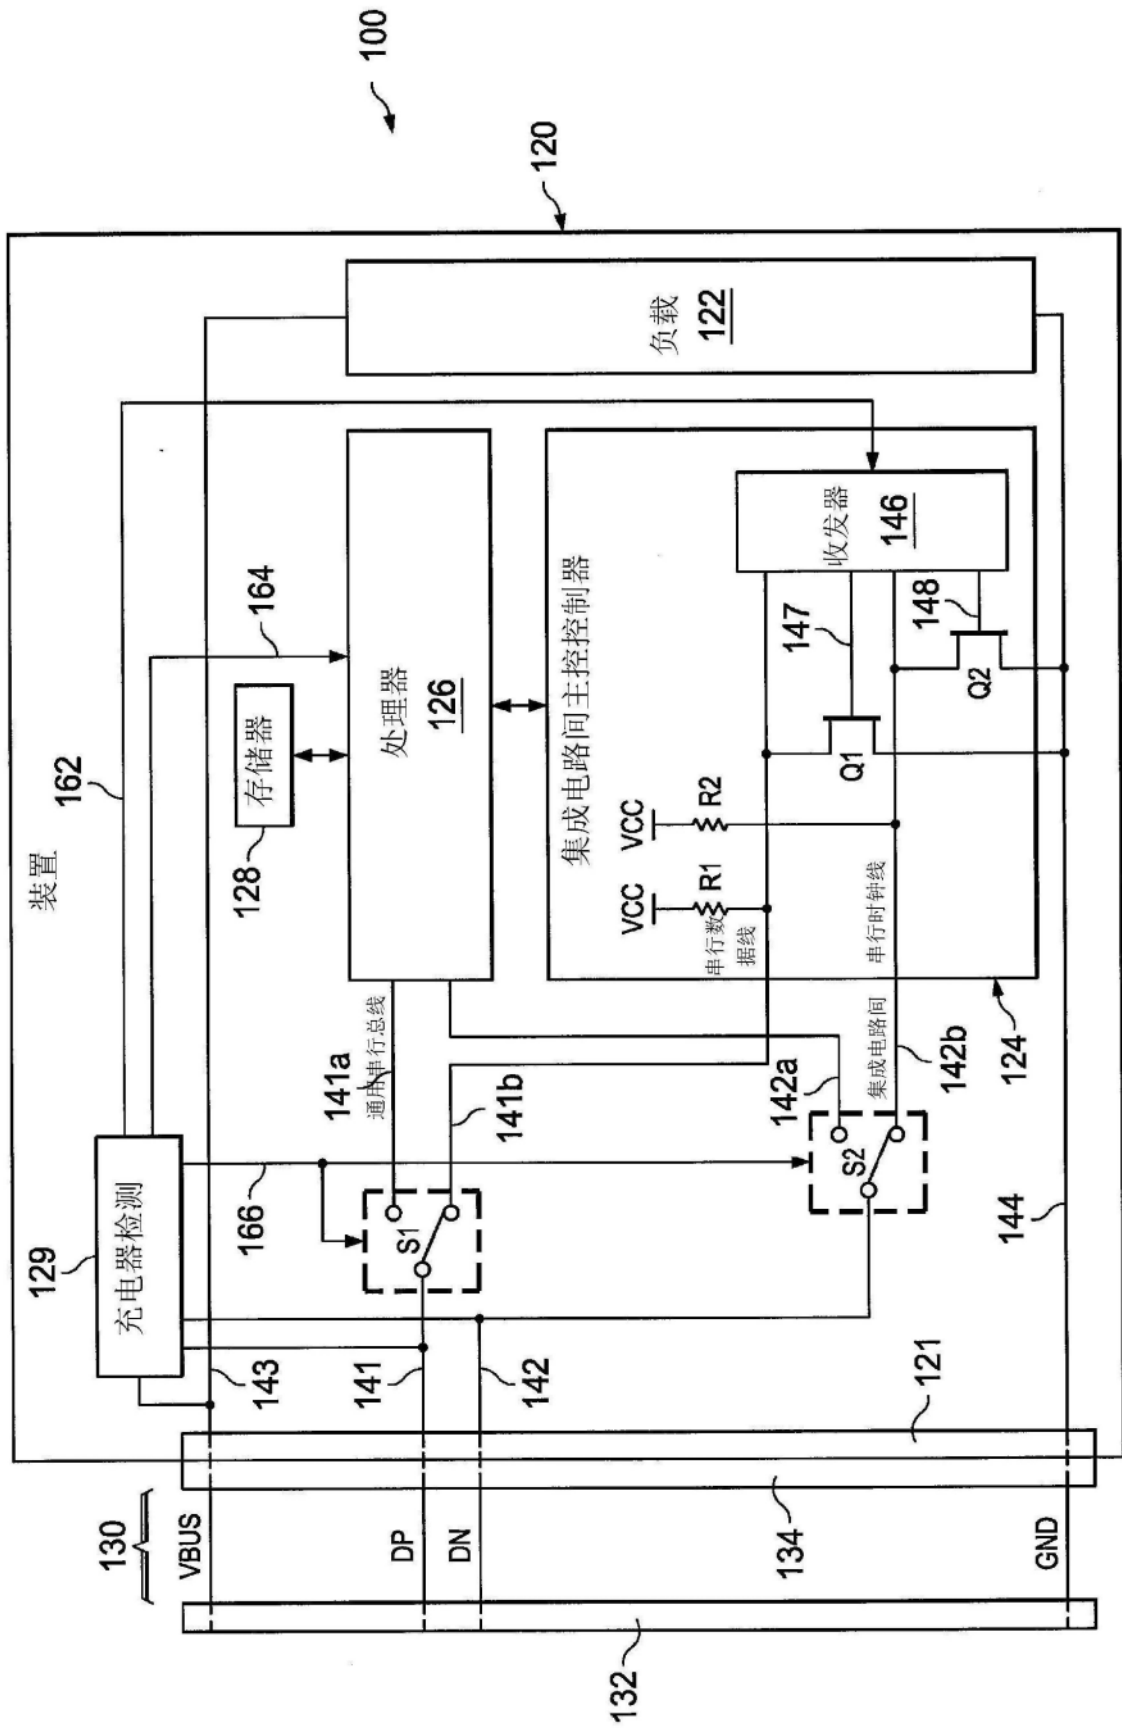 100
120
装置
162
164
128
存储器
129
充电器检测
166
143
处理器
126
负载
122
通用串行总线
141a
141b
S1
141
142
集成电路间主控控制器
收发器
146
147
148
VCC
R1
VCC
R2
串行数
据线
串行时钟线
Q1
Q2
124
集成电路间
142a
142b
S2
144
121
130
VBUS
DP
DN
GND
134
132